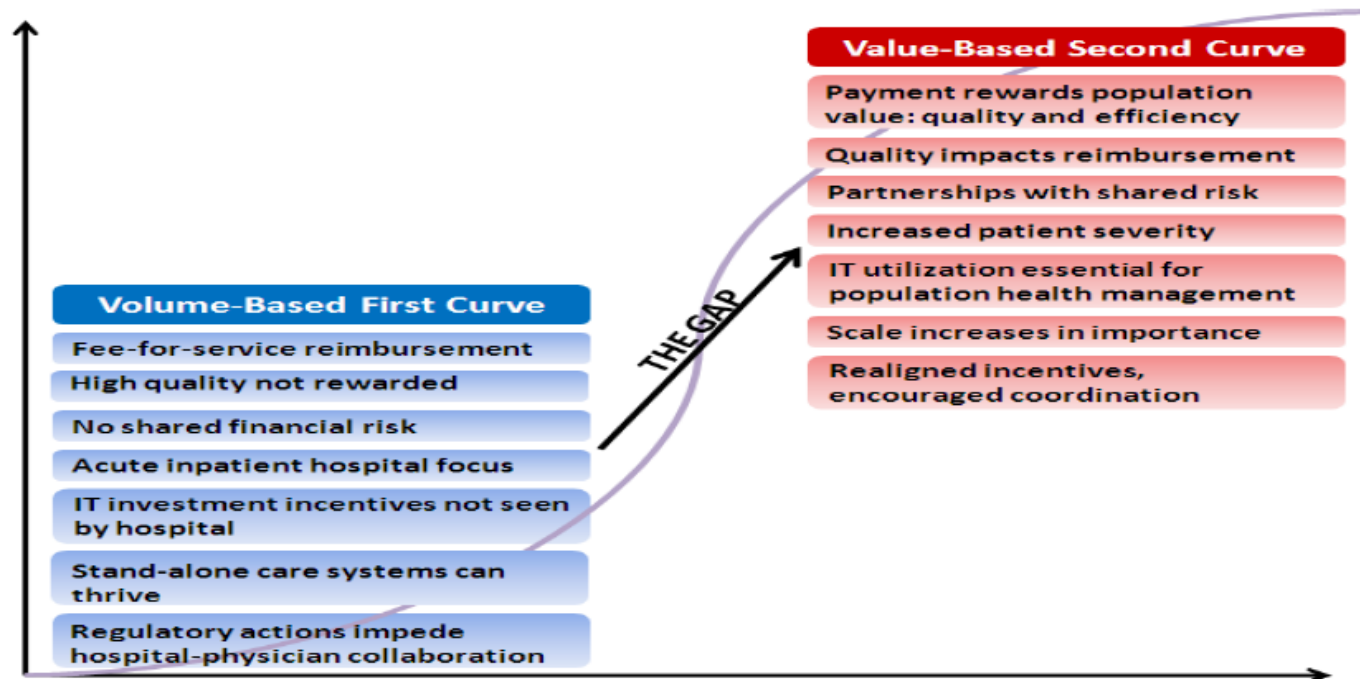 Volume-Based First Curve
Fee-for-service reimbursement
High quality not rewarded
No shared financial risk
Acute inpatient hospital focus
IT investment incentives not seen
by hospital
Stand-alone care systems can
thrive
Regulatory actions impede
hospital-physician collaboration
THE GAP
Value-Based Second Curve
Payment rewards population
value: quality and efficiency
Quality impacts reimbursement
Partnerships with shared risk
Increased patient severity
IT utilization essential for
population health management
Scale increases in importance
Realigned incentives,
encouraged coordination